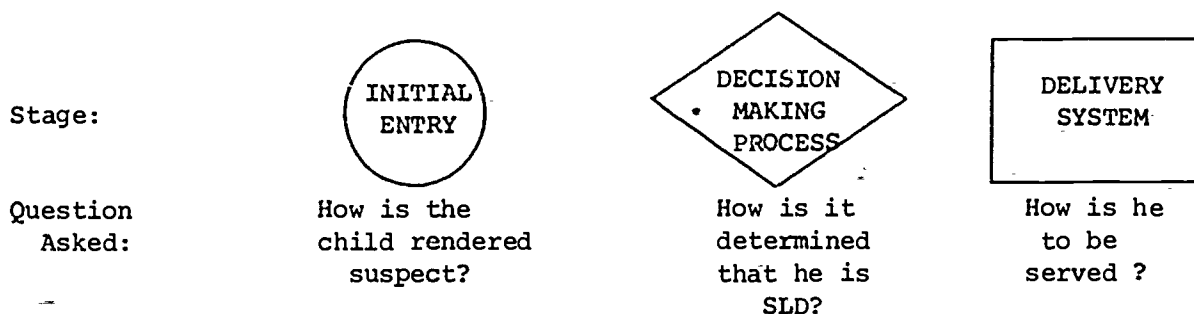 Stage:
INITIAL
ENTRY
DECISION
MAKING
PROCESS
DELIVERY
SYSTEM
Question
Asked:
How is the
child rendered
suspect?
How is it
determined
that he is
SLD?
How is he
to be
served ?